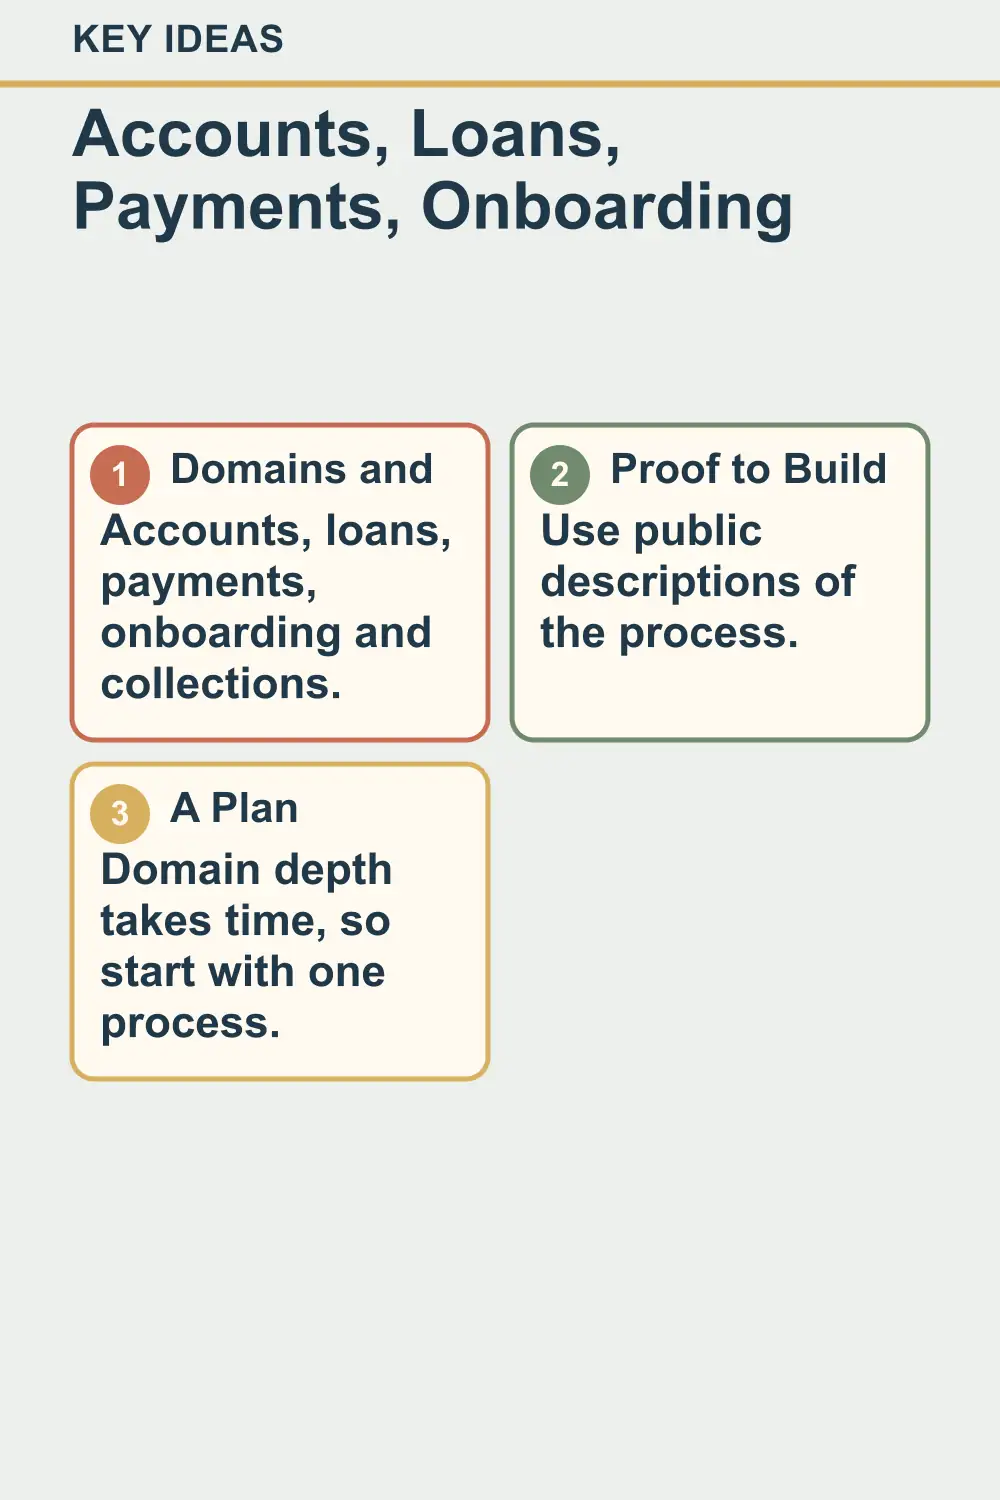 KEY IDEAS
Accounts, Loans,
Payments, Onboarding
1 Domains and
Accounts, loans,
payments,
onboarding and
collections.
2 Proof to Build
Use public
descriptions of
the process.
3 A Plan
Domain depth
takes time, so
start with one
process.